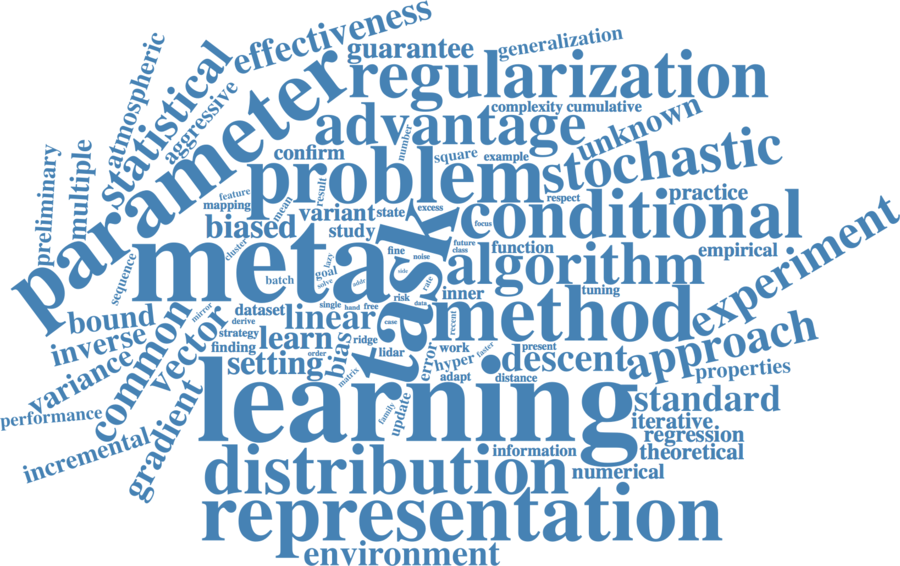 effectiveness
guarantee
generalization
atmospheric
statistical
aggressive
parameter
regularization
complexity
cumulative
advantage
number
unknown
preliminary
multiple
confirm
square
example
stochastic
problem
feature
mapping
mean
result
respect
practice
biased
variant
state
excess
focus
conditional
study
meta
task
cluster
fine
noise
future
class
function
empirical
algorithm
experiment
sequence
batch
goal
lazy
solve
addr
side
rate
tuning
inner
risk
data
single
hand
free
method
recent
bound
common
vector
mirror
dataset
derive
linear
strategy
case
inverse
finding
learn
order
bias
ridge
lidar
error
work
faster
present
approach
setting
matrix
hyper
descent
properties
variance
adapt
distance
learning
gradient
family
update
standard
performance
iterative
regression
incremental
information
theoretical
distribution
numerical
representation
environment